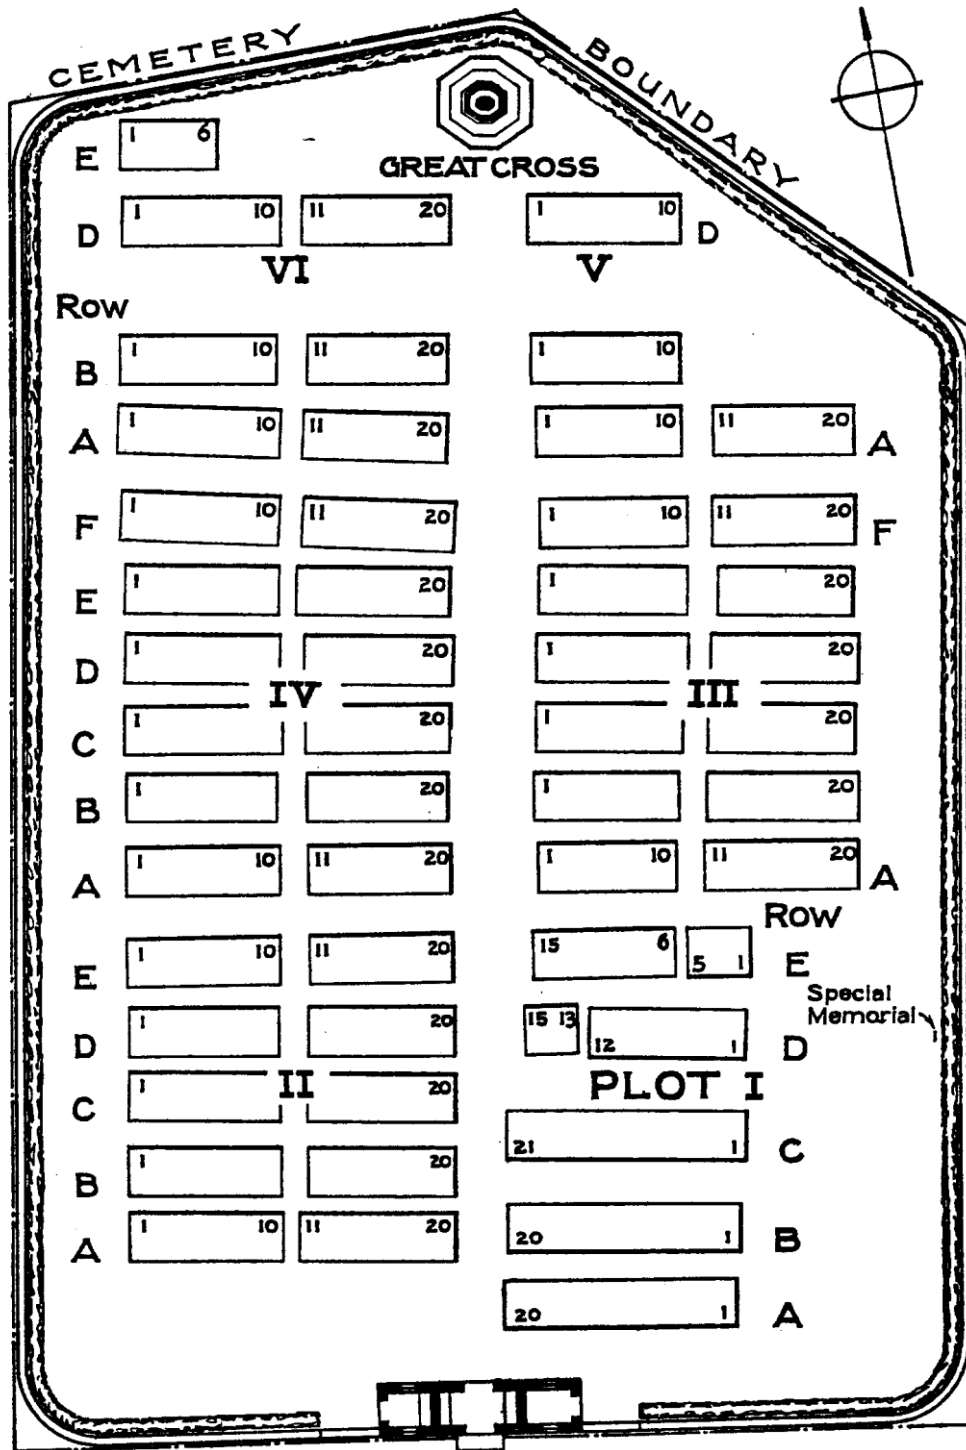 CEMETERY BOUNDARY
GREAT CROSS
E 1 6
D 1 10 11 20 1 10 D
VI V
Row
B 1 10 11 20 1 10
A 1 10 11 20 1 10 11 20 A
F 1 10 11 20 1 10 11 20 F
E 1 20 1 20
D 1 20 1 20
IV III
C 1 20 1 20
B 1 20 1 20
A 1 10 11 20 1 10 11 20 A
Row
E 1 10 11 20 15 6 5 1 E
Special
Memorial
1
D 1 20 15 13 12 1 D
II PLOT I
C 1 20 21 1 C
B 1 20 20 1 B
A 1 10 11 20 20 1 A